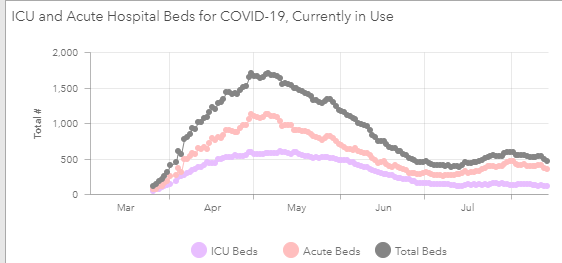 ICU and Acute Hospital Beds for COVID-19, Currently in Use
2,000
1,500
1,000
500
0
Total #
Mar Apr May Jun Jul
ICU Beds Acute Beds Total Beds